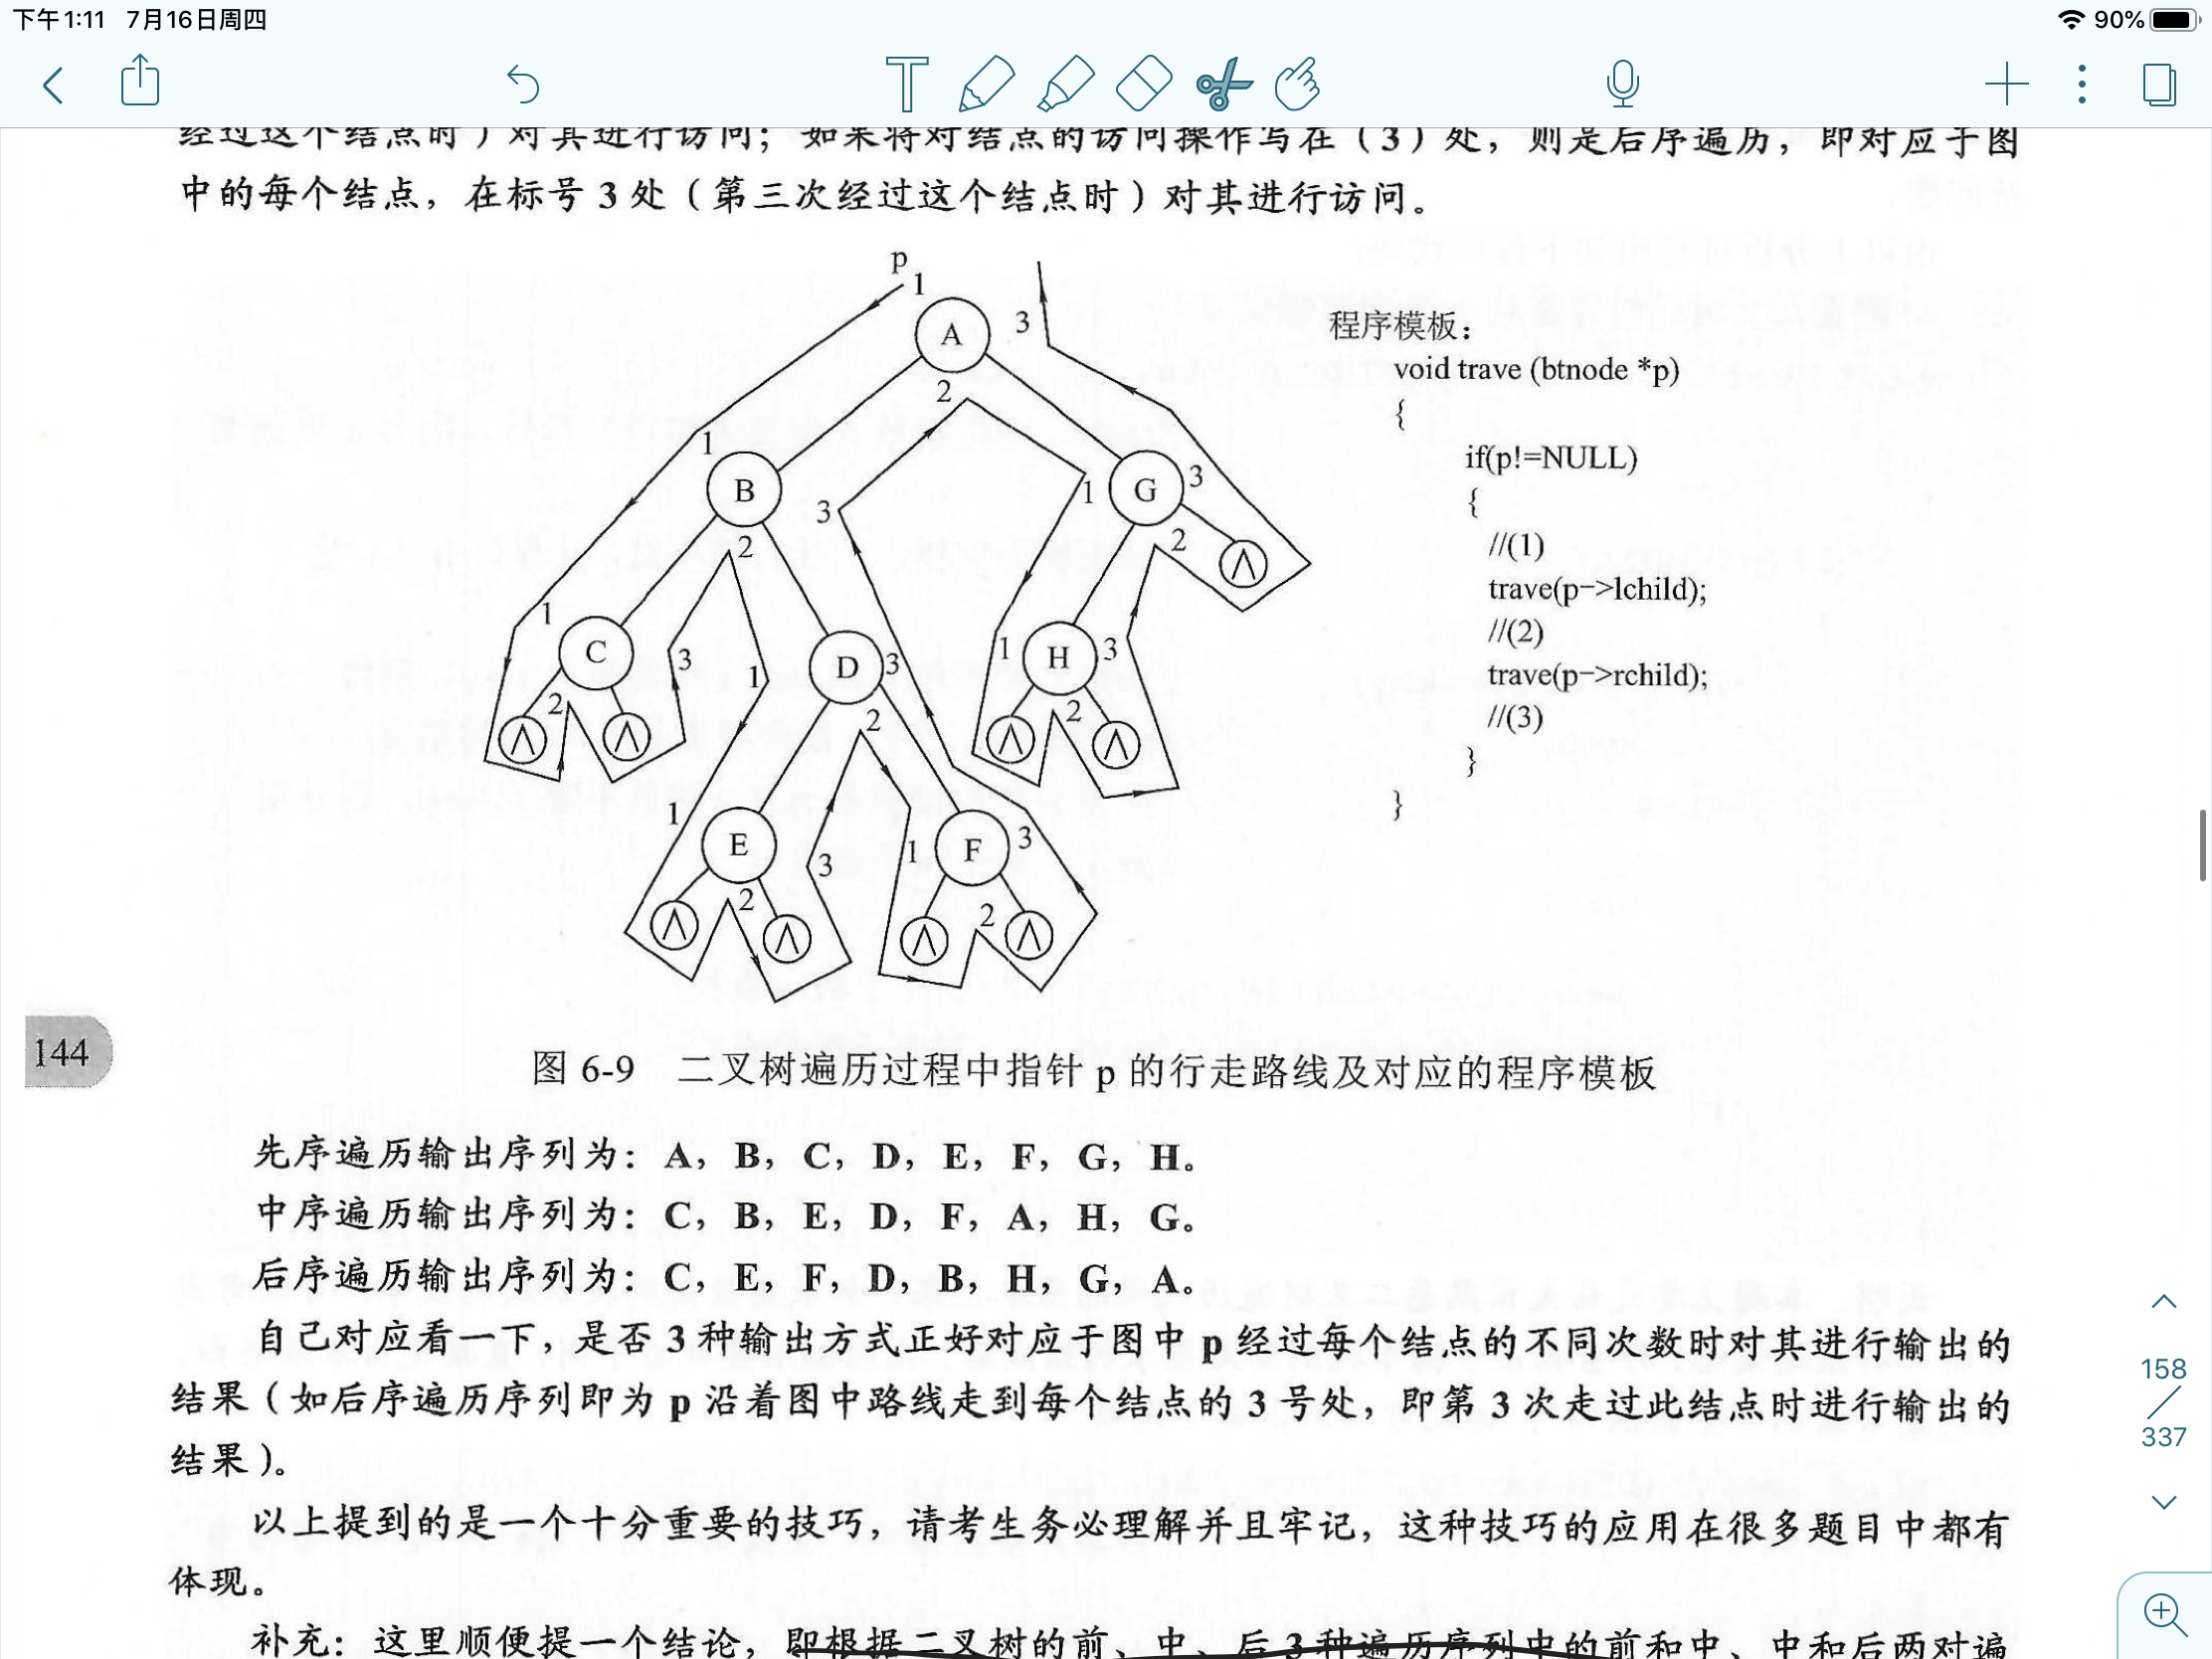 下午1:11 7月16日周四
90%
经过这个结点时）对其进行访问；如果将对结点的访问操作写在（3）处，则是后序遍历，即对应于图
中的每个结点，在标号 3 处（第三次经过这个结点时）对其进行访问。
p
1
A
3
2
1
B
3
1
G
3
2
2
1
C
3
1
D
3
1
H
3
2
2
2
1
E
3
1
F
3
2
2
程序模板：
void trave (btnode *p)
{
if(p!=NULL)
{
//(1)
trave(p->lchild);
//(2)
trave(p->rchild);
//(3)
}
}
144
图 6-9 二叉树遍历过程中指针 p 的行走路线及对应的程序模板
先序遍历输出序列为：A，B，C，D，E，F，G，H。
中序遍历输出序列为：C，B，E，D，F，A，H，G。
后序遍历输出序列为：C，E，F，D，B，H，G，A。
自己对应看一下，是否 3 种输出方式正好对应于图中 p 经过每个结点的不同次数时对其进行输出的
结果（如后序遍历序列即为 p 沿着图中路线走到每个结点的 3 号处，即第 3 次走过此结点时进行输出的
结果）。
以上提到的是一个十分重要的技巧，请考生务必理解并且牢记，这种技巧的应用在很多题目中都有
体现。
补充：这里顺便提一个结论，即根据二叉树的前、中、后 3 种遍历序列中的前和中、中和后两对遍
158
337